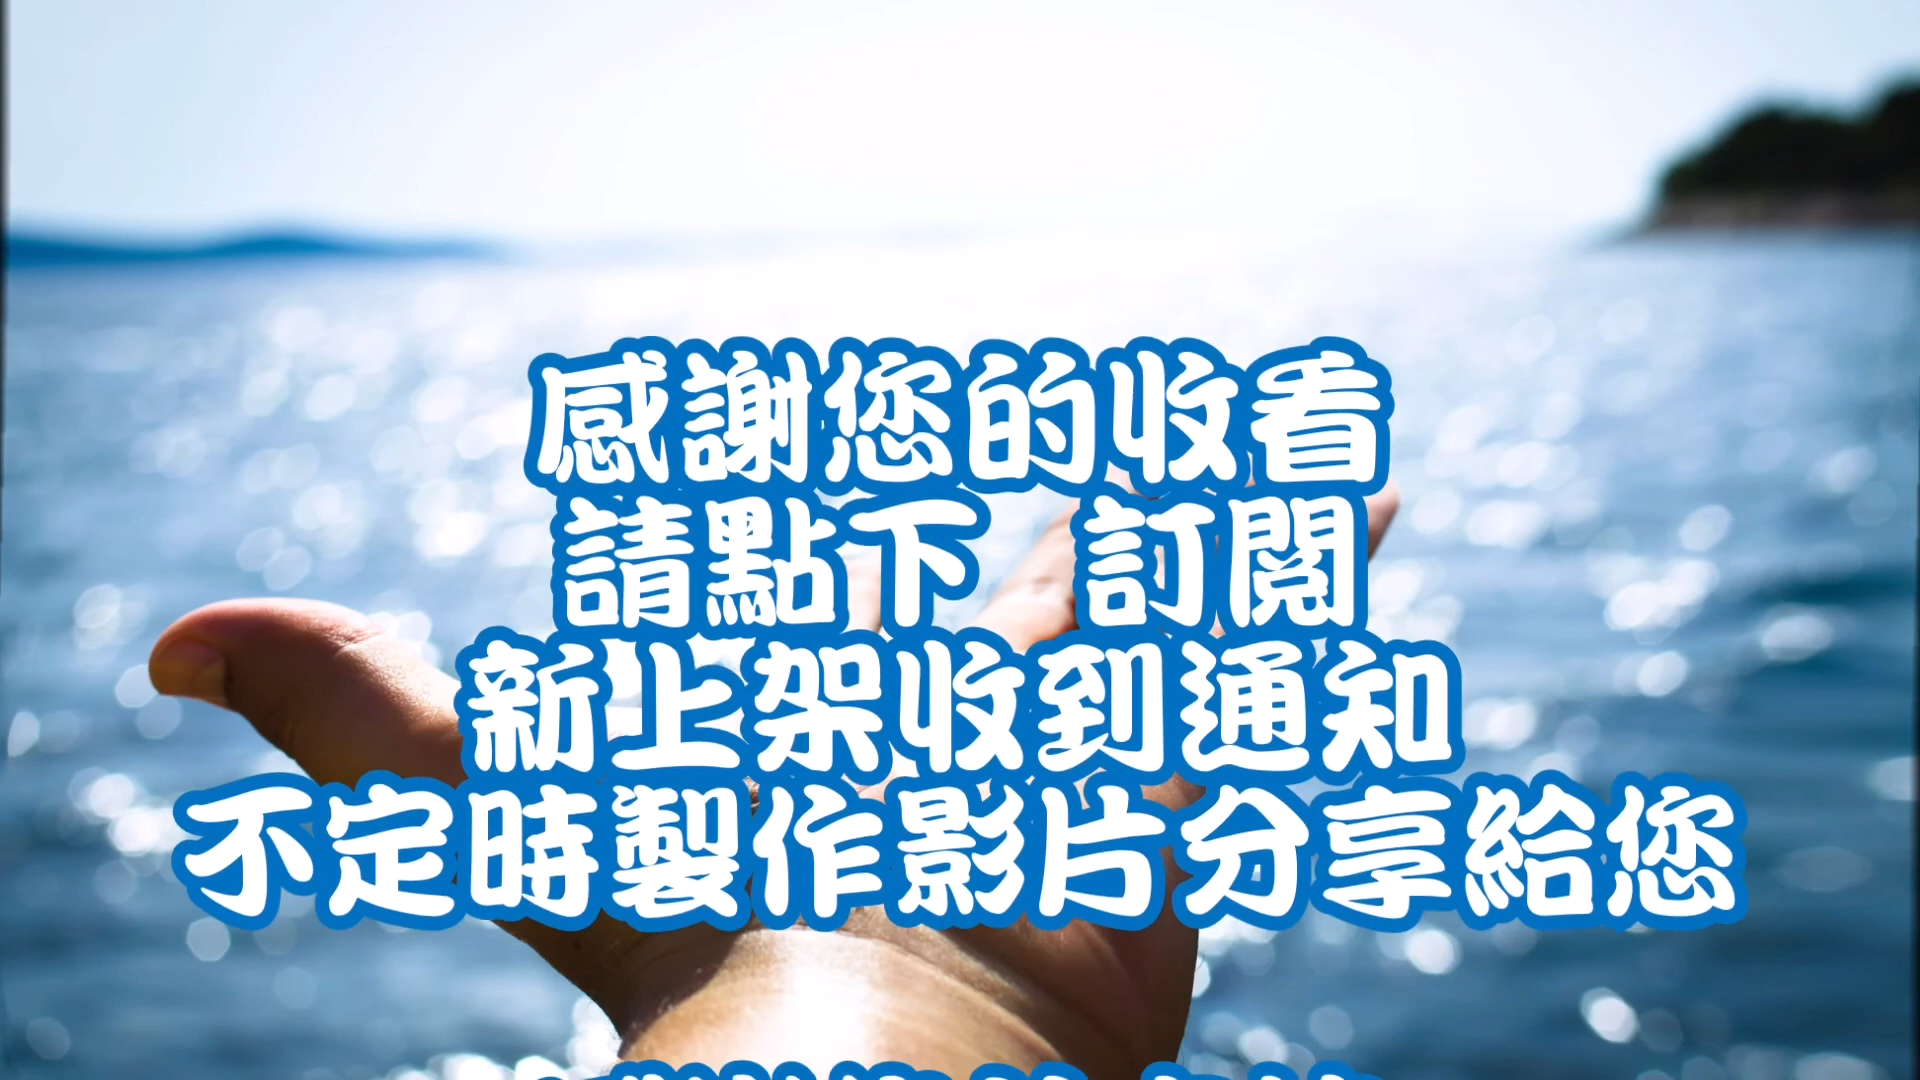 感謝您的收看
請點下 訂閱
新上架收到通知
不定時製作影片分享給您